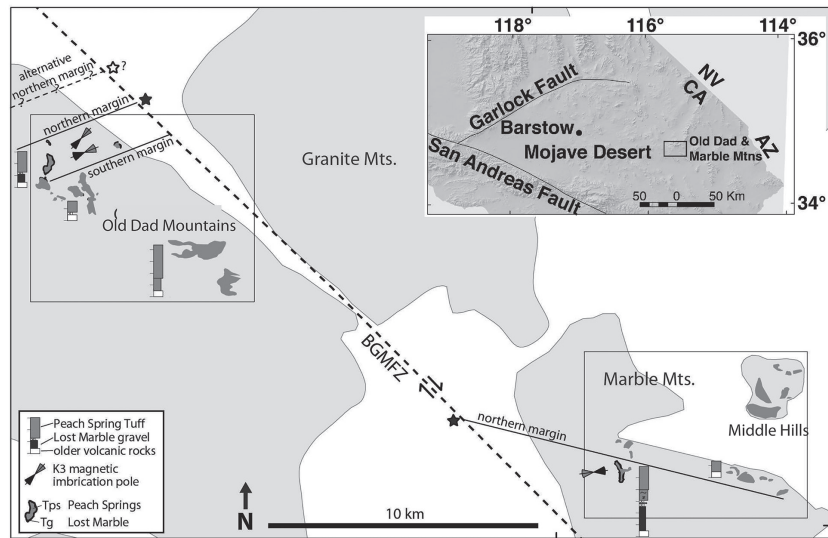 118°
116°
114°
36°
34°
NV
CA
AZ
Garlock Fault
Barstow
Mojave Desert
San Andreas Fault
Old Dad &
Marble Mtns
50 0 50 Km
alternative
northern margin
?
?
?
northern margin
southern margin
Granite Mts.
Old Dad Mountains
BGMFZ
Marble Mts.
northern margin
Middle Hills
Peach Spring Tuff
Lost Marble gravel
older volcanic rocks
K3 magnetic
imbrication pole
Tps Peach Springs
Tg Lost Marble
N
10 km